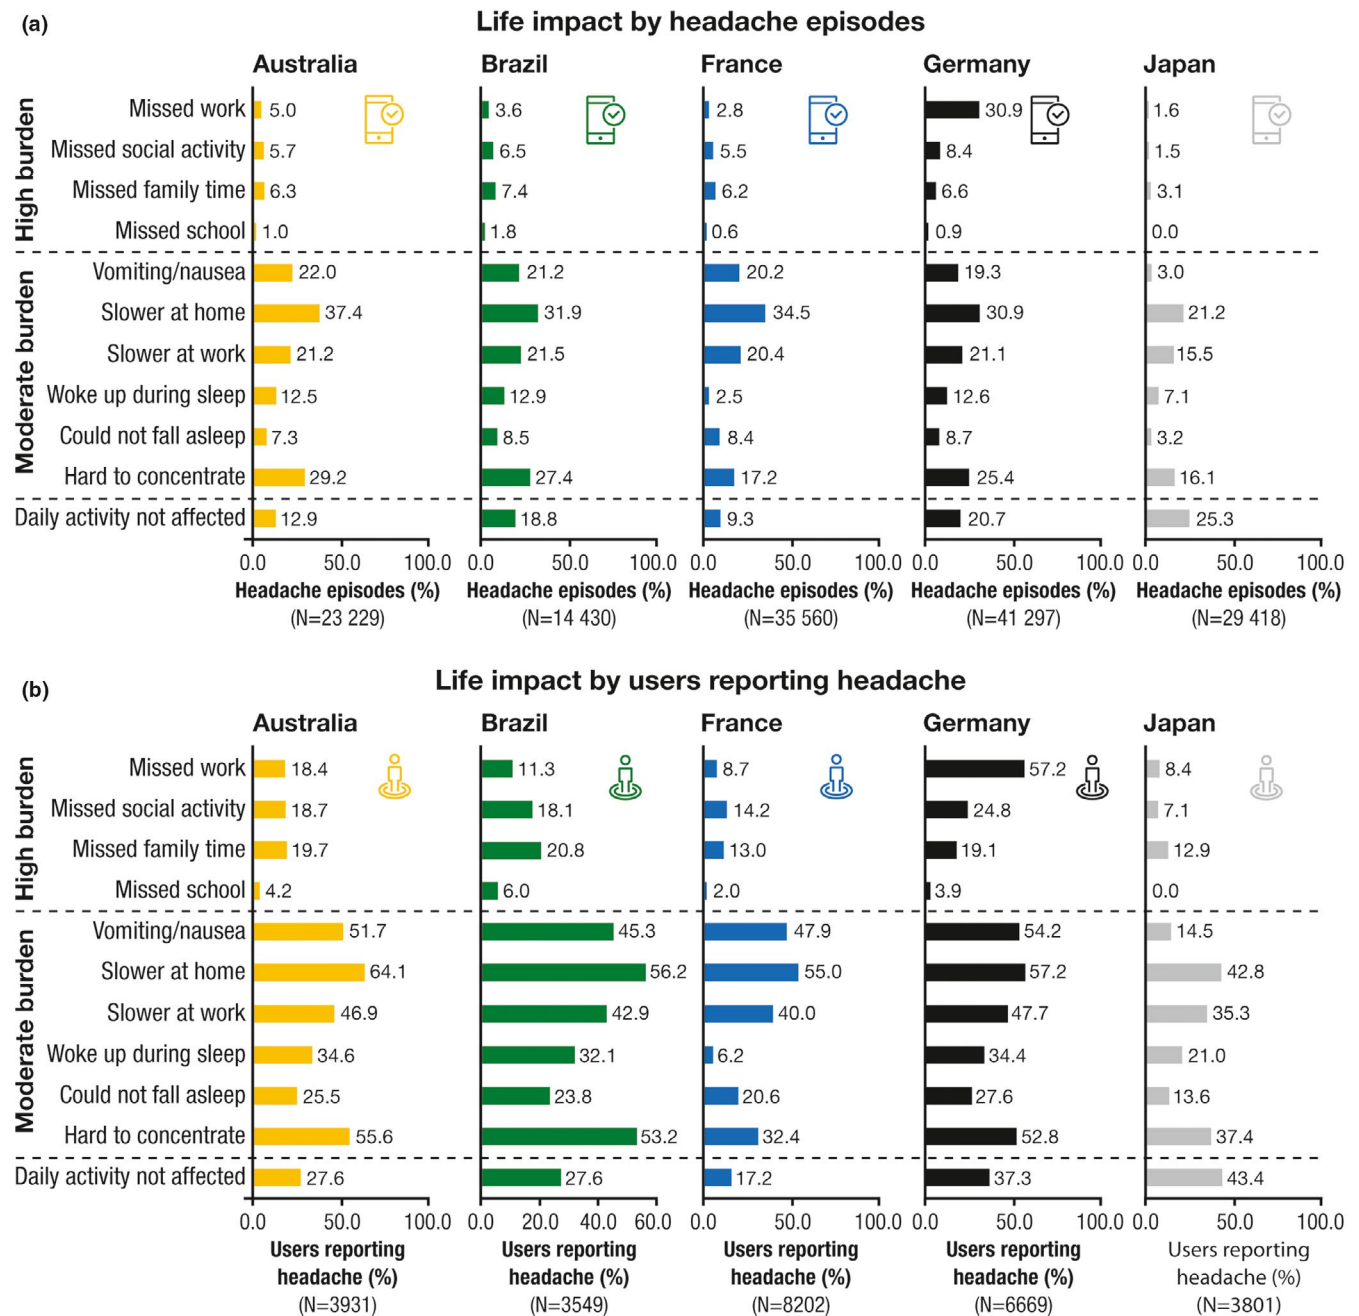 (a)
Life impact by headache episodes
Australia Brazil France Germany Japan
High burden
Missed work 5.0 3.6 2.8 30.9 1.6
Missed social activity 5.7 6.5 5.5 8.4 1.5
Missed family time 6.3 7.4 6.2 6.6 3.1
Missed school 1.0 1.8 0.6 0.9 0.0
Moderate burden
Vomiting/nausea 22.0 21.2 20.2 19.3 3.0
Slower at home 37.4 31.9 34.5 30.9 21.2
Slower at work 21.2 21.5 20.4 21.1 15.5
Woke up during sleep 12.5 12.9 2.5 12.6 7.1
Could not fall asleep 7.3 8.5 8.4 8.7 3.2
Hard to concentrate 29.2 27.4 17.2 25.4 16.1
Daily activity not affected 12.9 18.8 9.3 20.7 25.3
0.0 50.0 100.0 0.0 50.0 100.0 0.0 50.0 100.0 0.0 50.0 100.0 0.0 50.0 100.0
Headache episodes (%) Headache episodes (%) Headache episodes (%) Headache episodes (%) Headache episodes (%)
(N=23 229) (N=14 430) (N=35 560) (N=41 297) (N=29 418)
(b)
Life impact by users reporting headache
Australia Brazil France Germany Japan
High burden
Missed work 18.4 11.3 8.7 57.2 8.4
Missed social activity 18.7 18.1 14.2 24.8 7.1
Missed family time 19.7 20.8 13.0 19.1 12.9
Missed school 4.2 6.0 2.0 3.9 0.0
Moderate burden
Vomiting/nausea 51.7 45.3 47.9 54.2 14.5
Slower at home 64.1 56.2 55.0 57.2 42.8
Slower at work 46.9 42.9 40.0 47.7 35.3
Woke up during sleep 34.6 32.1 6.2 34.4 21.0
Could not fall asleep 25.5 23.8 20.6 27.6 13.6
Hard to concentrate 55.6 53.2 32.4 52.8 37.4
Daily activity not affected 27.6 27.6 17.2 37.3 43.4
0.0 50.0 100.0 0.0 20.0 40.0 60.0 0.0 50.0 100.0 0.0 50.0 100.0 0.0 50.0 100.0
Users reporting Users reporting Users reporting Users reporting Users reporting
headache (%) headache (%) headache (%) headache (%) headache (%)
(N=3931) (N=3549) (N=8202) (N=6669) (N=3801)